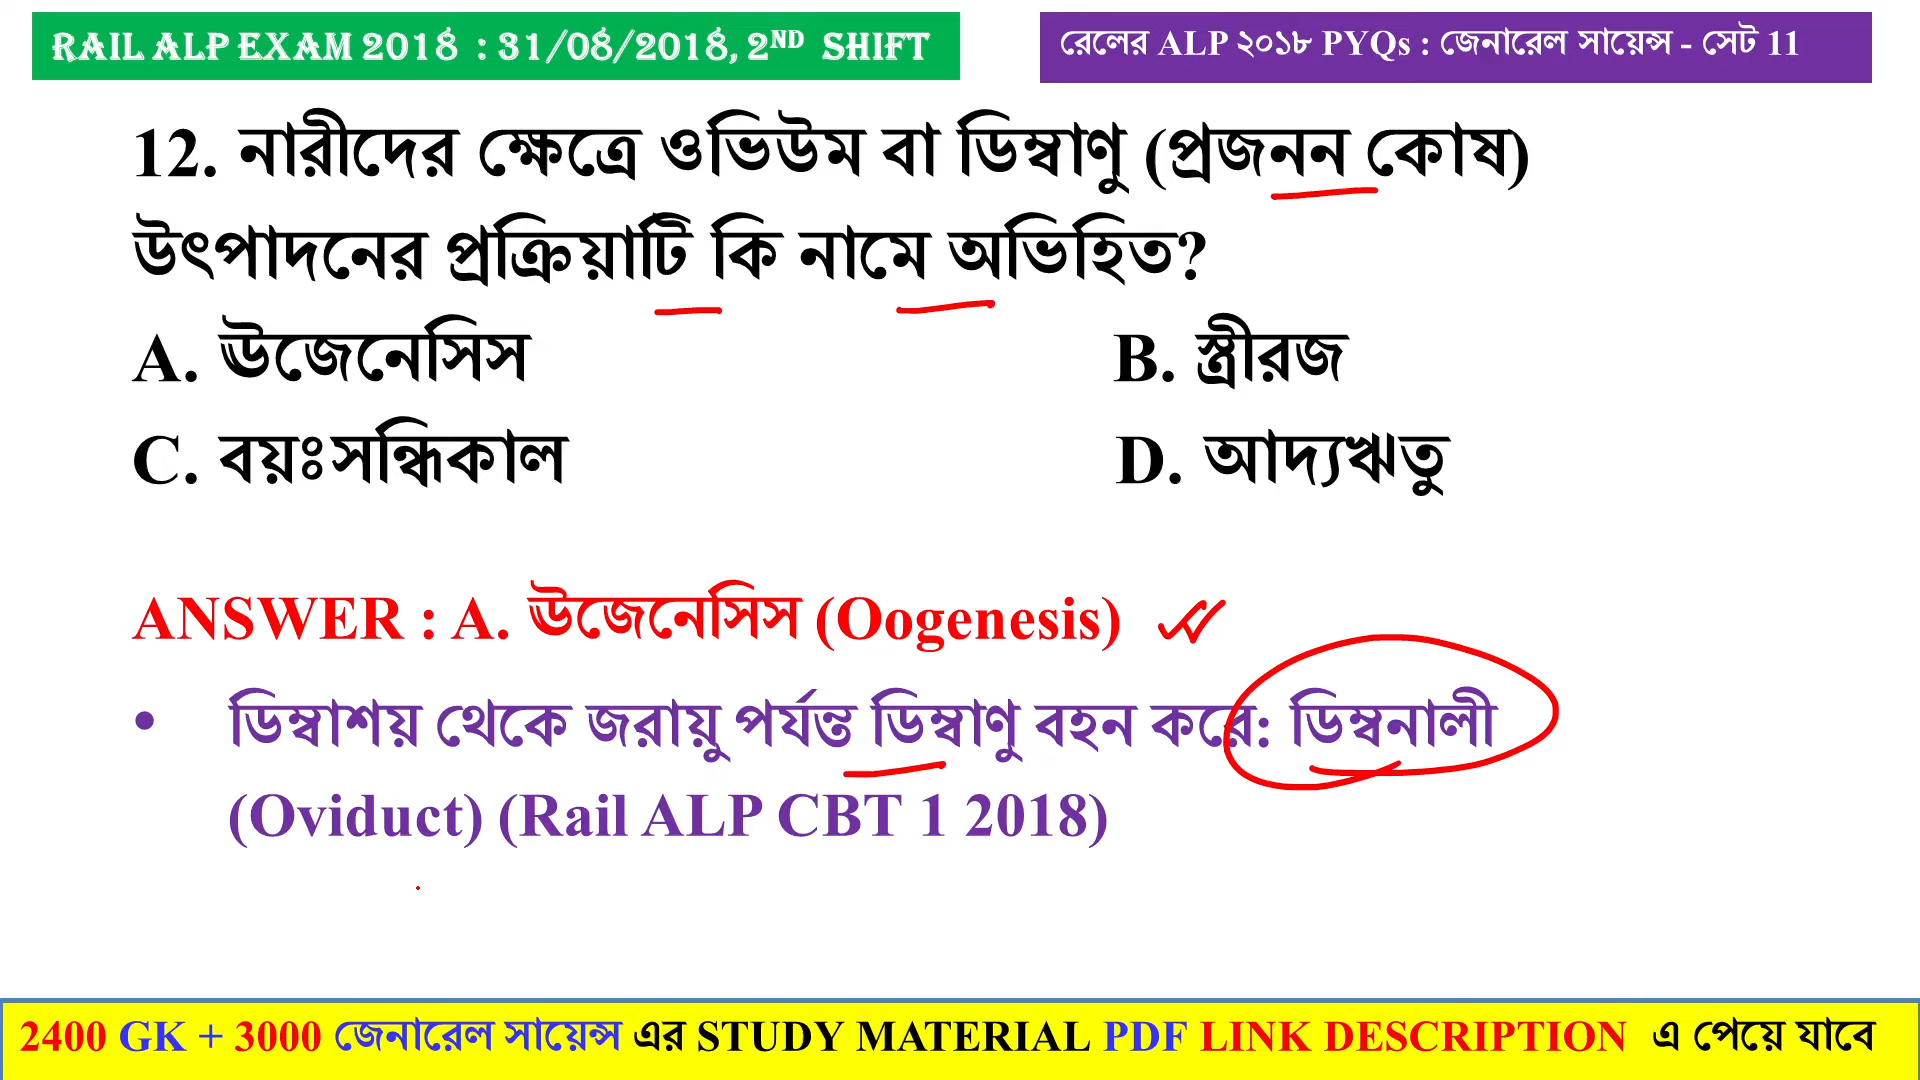 RAIL ALP EXAM 2018 : 31/08/2018, 2ND SHIFT
রেলের ALP ২০১৮ PYQs : জেনারেল সায়েন্স - সেট 11
12. নারীদের ক্ষেত্রে ওভিউম বা ডিম্বাণু (প্রজনন কোষ)
উৎপাদনের প্রক্রিয়াটি কি নামে অভিহিত?
A. ঊজেনেসিস B. স্ত্রীরজ
C. বয়ঃসন্ধিকাল D. আদ্যঋতু
ANSWER : A. ঊজেনেসিস (Oogenesis)
• ডিম্বাশয় থেকে জরায়ু পর্যন্ত ডিম্বাণু বহন করে: ডিম্বনালী
(Oviduct) (Rail ALP CBT 1 2018)
2400 GK + 3000 জেনারেল সায়েন্স এর STUDY MATERIAL PDF LINK DESCRIPTION এ পেয়ে যাবে